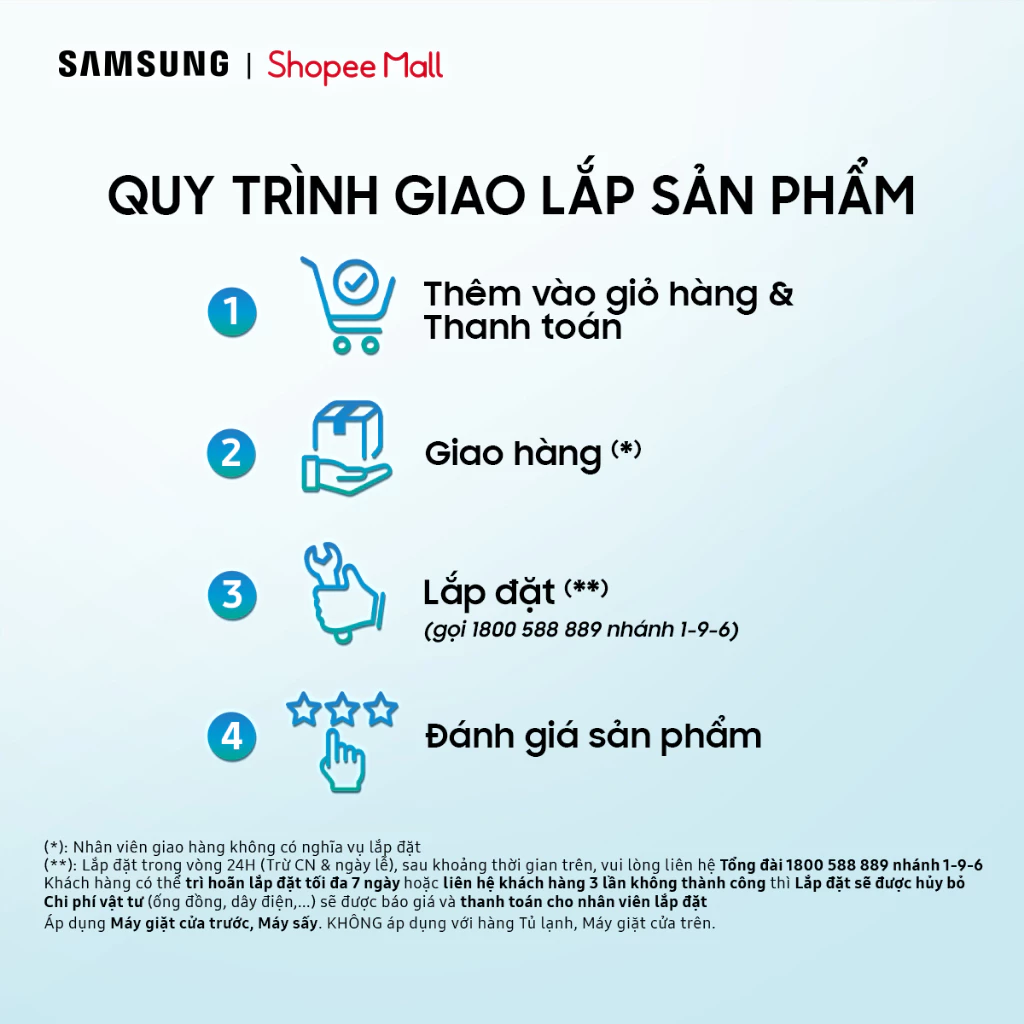 SAMSUNG | Shopee Mall
QUY TRÌNH GIAO LẮP SẢN PHẨM
1
Thêm vào giỏ hàng &
Thanh toán
2
Giao hàng (*)
3
Lắp đặt (**)
(gọi 1800 588 889 nhánh 1-9-6)
4
Đánh giá sản phẩm
(*): Nhân viên giao hàng không có nghĩa vụ lắp đặt
(**): Lắp đặt trong vòng 24H (Trừ CN & ngày lễ), sau khoảng thời gian trên, vui lòng liên hệ Tổng đài 1800 588 889 nhánh 1-9-6
Khách hàng có thể trì hoãn lắp đặt tối đa 7 ngày hoặc liên hệ khách hàng 3 lần không thành công thì Lắp đặt sẽ được hủy bỏ
Chi phí vật tư (ống đồng, dây điện,...) sẽ được báo giá và thanh toán cho nhân viên lắp đặt
Áp dụng Máy giặt cửa trước, Máy sấy. KHÔNG áp dụng với hàng Tủ lạnh, Máy giặt cửa trên.